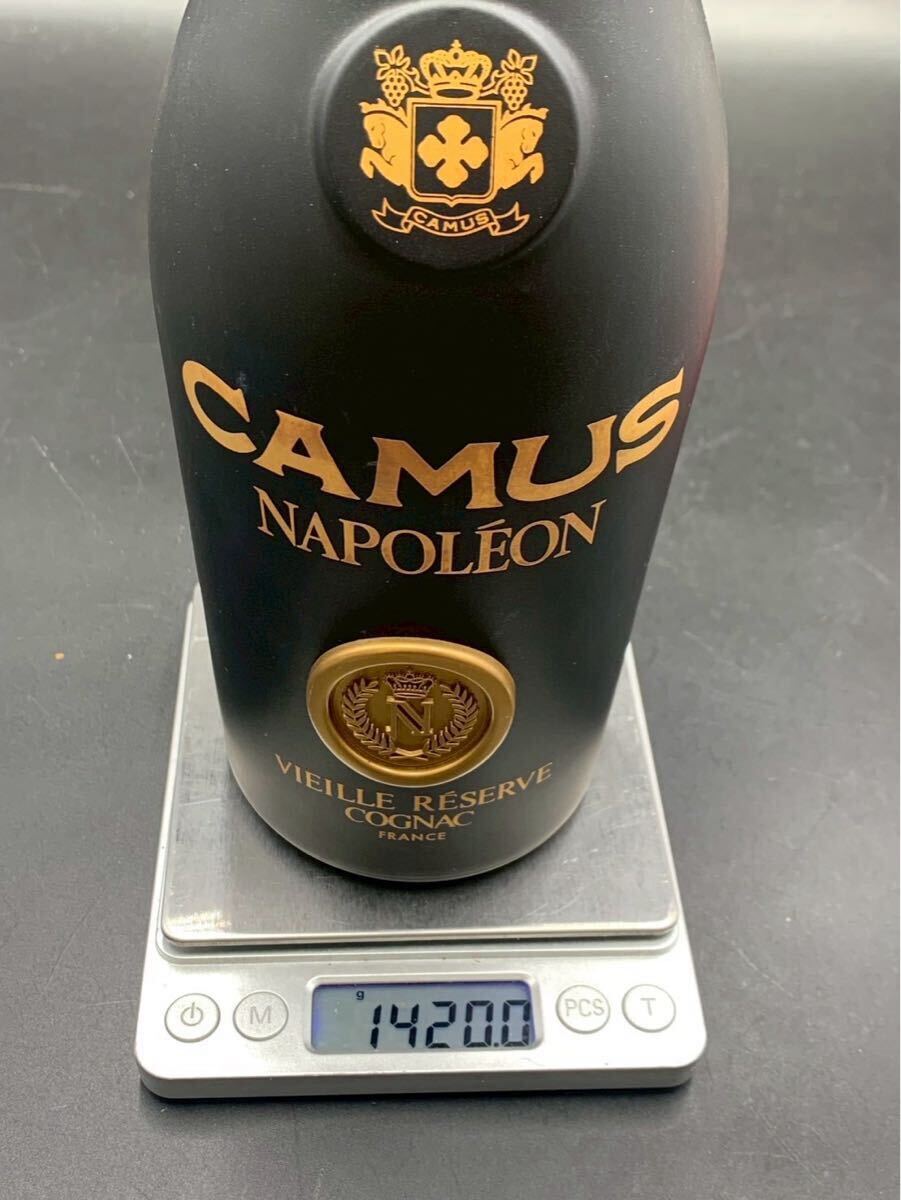 CAMUS
CAMUS
NAPOLÉON
N
VIEILLE RÉSERVE
COGNAC
FRANCE
g
1420.0
M
PCS
T